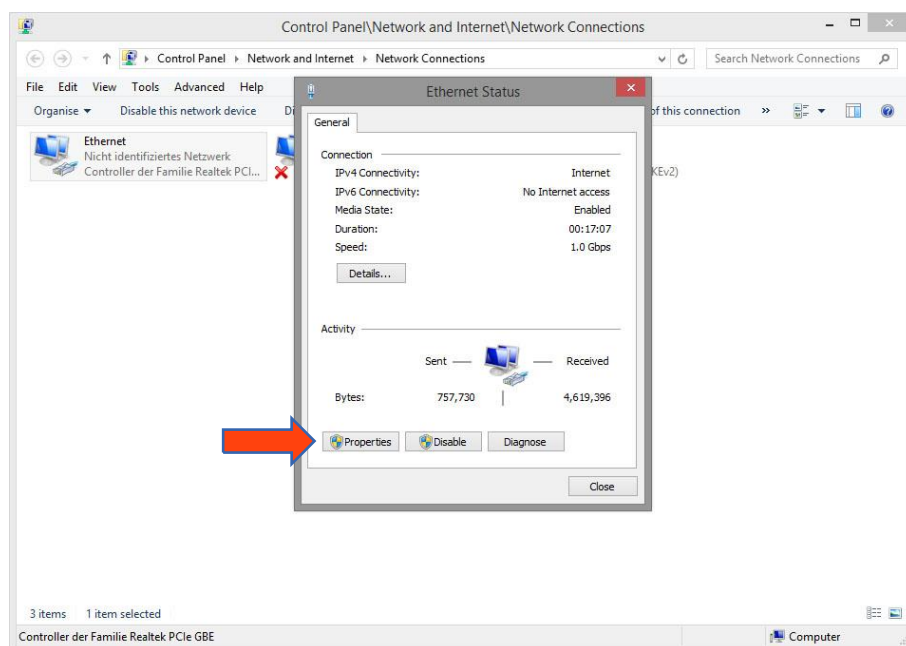 Control Panel\Network and Internet\Network Connections
Control Panel Network and Internet Network Connections
Search Network Connections
File Edit View Tools Advanced Help
Organise Disable this network device
of this connection »
Ethernet
Nicht identifiziertes Netzwerk
Controller der Familie Realtek PCI...
KEv2)
Ethernet Status
General
Connection
IPv4 Connectivity: Internet
IPv6 Connectivity: No Internet access
Media State: Enabled
Duration: 00:17:07
Speed: 1.0 Gbps
Details...
Activity
Sent — — Received
Bytes: 757,730 4,619,396
Properties Disable Diagnose
Close
3 items 1 item selected
Controller der Familie Realtek PCIe GBE
Computer